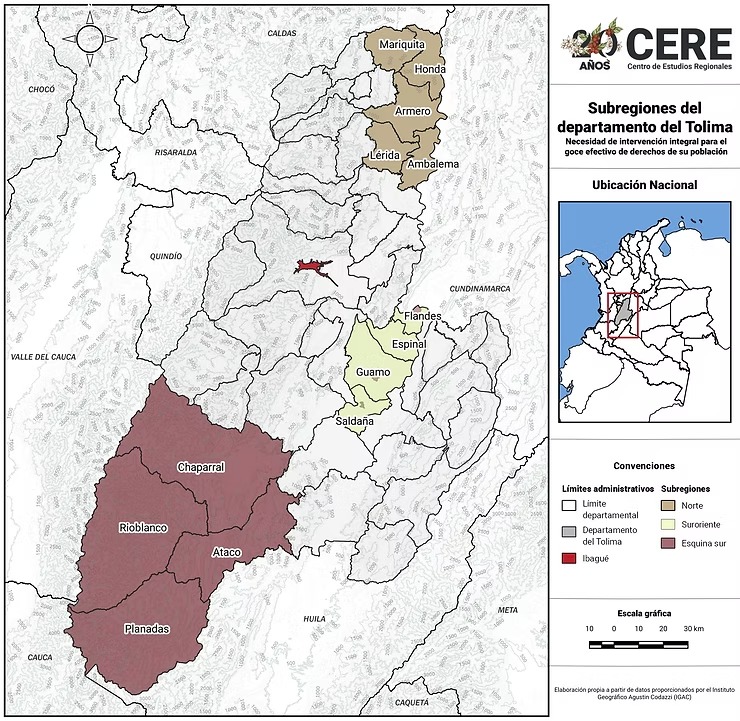 CALDAS
Mariquita
Honda
CHOCÓ
Armero
RISARALDA
Lérida
Ambalema
QUINDÍO
CUNDINAMARCA
Flandes
Espinal
VALLE DEL CAUCA
Guamo
Saldaña
Chaparral
Rioblanco
Ataco
META
HUILA
Planadas
CAUCA
CAQUETÁ
20
AÑOS
CERE
Centro de Estudios Regionales
Subregiones del
departamento del Tolima
Necesidad de intervención integral para el
goce efectivo de derechos de su población
Ubicación Nacional
Convenciones
Límites administrativos
Límite
departamental
Departamento
del Tolima
Ibagué
Subregiones
Norte
Suroriente
Esquina sur
Escala gráfica
10 0 10 20 30 km
Elaboración propia a partir de datos proporcionados por el Instituto
Geográfico Agustin Codazzi (IGAC)